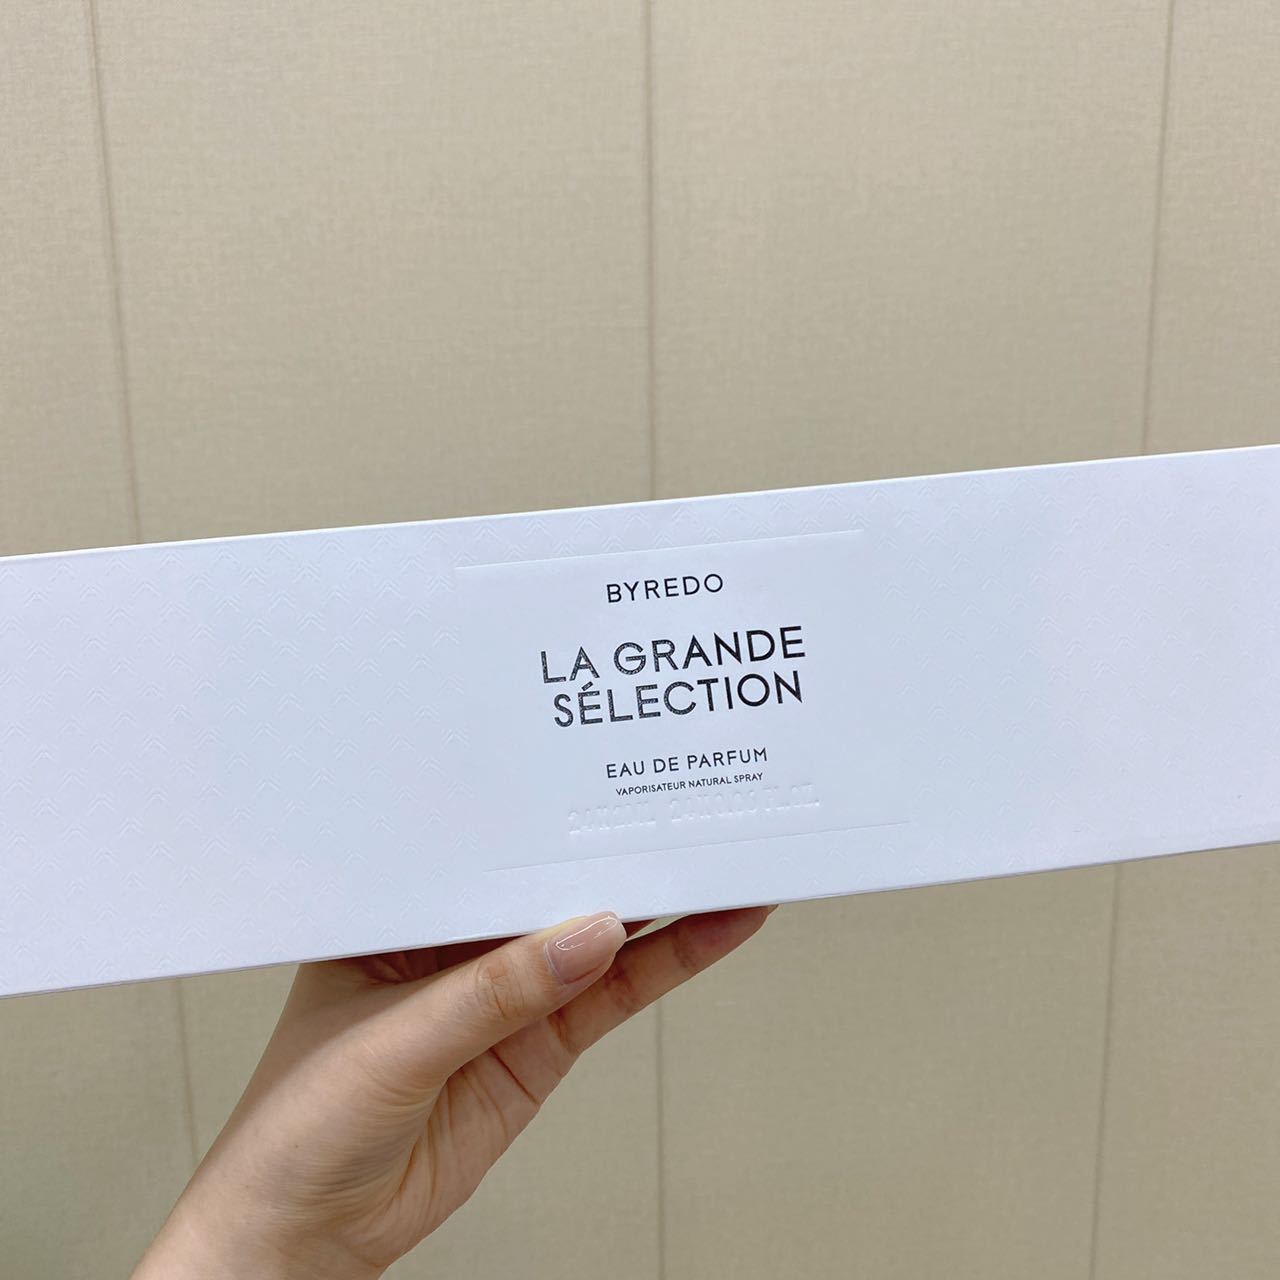 BYREDO
LA GRANDE
SÉLECTION
EAU DE PARFUM
VAPORISATEUR NATURAL SPRAY